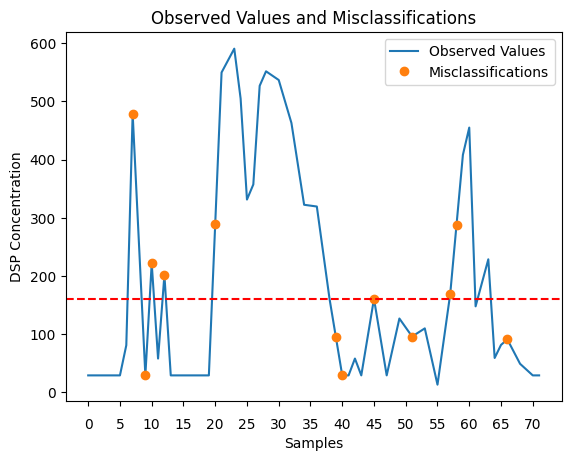 Observed Values and Misclassifications
600
500
400
300
200
100
0
DSP Concentration
Observed Values
Misclassifications
0 5 10 15 20 25 30 35 40 45 50 55 60 65 70
Samples